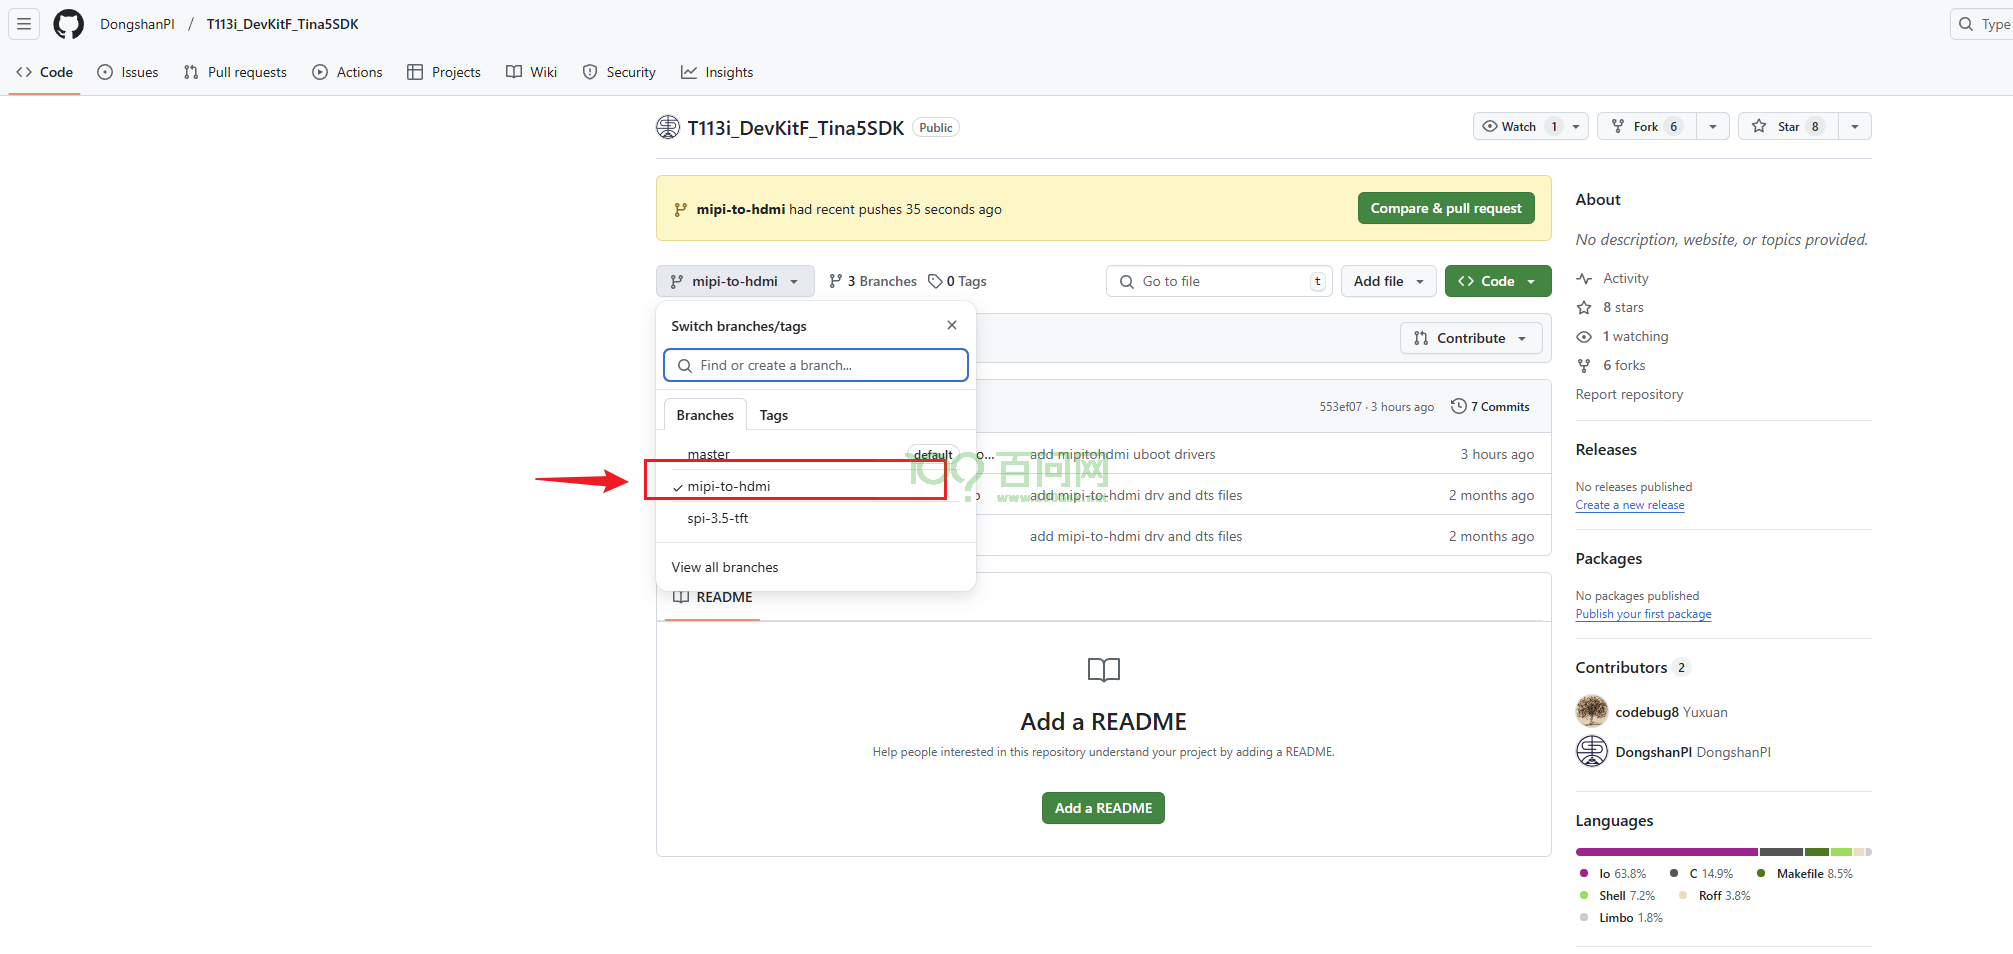 DongshanPI / T113i_DevKitF_Tina5SDK
Type
Code Issues Pull requests Actions Projects Wiki Security Insights
T113i_DevKitF_Tina5SDK Public
Watch 1 Fork 6 Star 8
mipi-to-hdmi had recent pushes 35 seconds ago
Compare & pull request
mipi-to-hdmi 3 Branches 0 Tags
Go to file t Add file Code
Switch branches/tags
Find or create a branch...
Branches Tags
master default
mipi-to-hdmi
spi-3.5-tft
View all branches
Contribute
553ef07 · 3 hours ago 7 Commits
o... add mipitohdmi uboot drivers 3 hours ago
add mipi-to-hdmi drv and dts files 2 months ago
add mipi-to-hdmi drv and dts files 2 months ago
百问网
README
Add a README
Help people interested in this repository understand your project by adding a README.
Add a README
About
No description, website, or topics provided.
Activity
8 stars
1 watching
6 forks
Report repository
Releases
No releases published
Create a new release
Packages
No packages published
Publish your first package
Contributors 2
codebug8 Yuxuan
DongshanPI DongshanPI
Languages
Io 63.8% C 14.9% Makefile 8.5%
Shell 7.2% Roff 3.8%
Limbo 1.8%